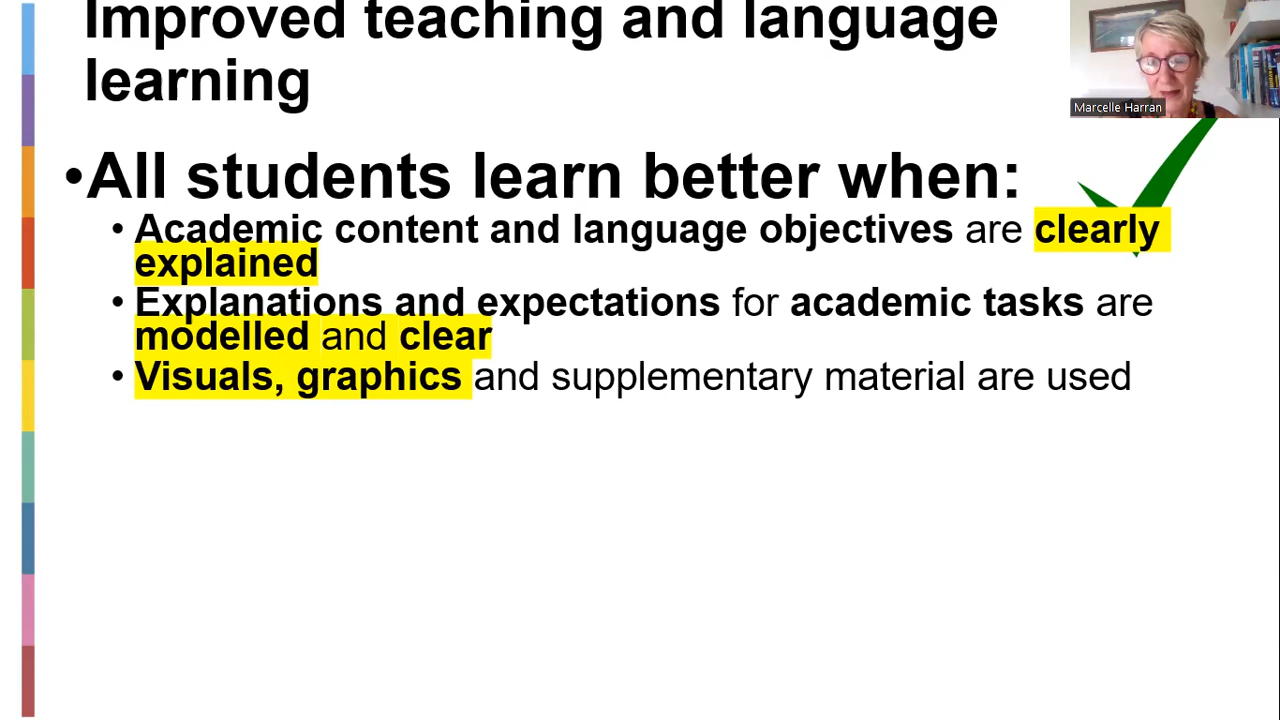 Improved teaching and language
learning
Marcelle Harran
•All students learn better when:
• Academic content and language objectives are clearly
explained
• Explanations and expectations for academic tasks are
modelled and clear
• Visuals, graphics and supplementary material are used